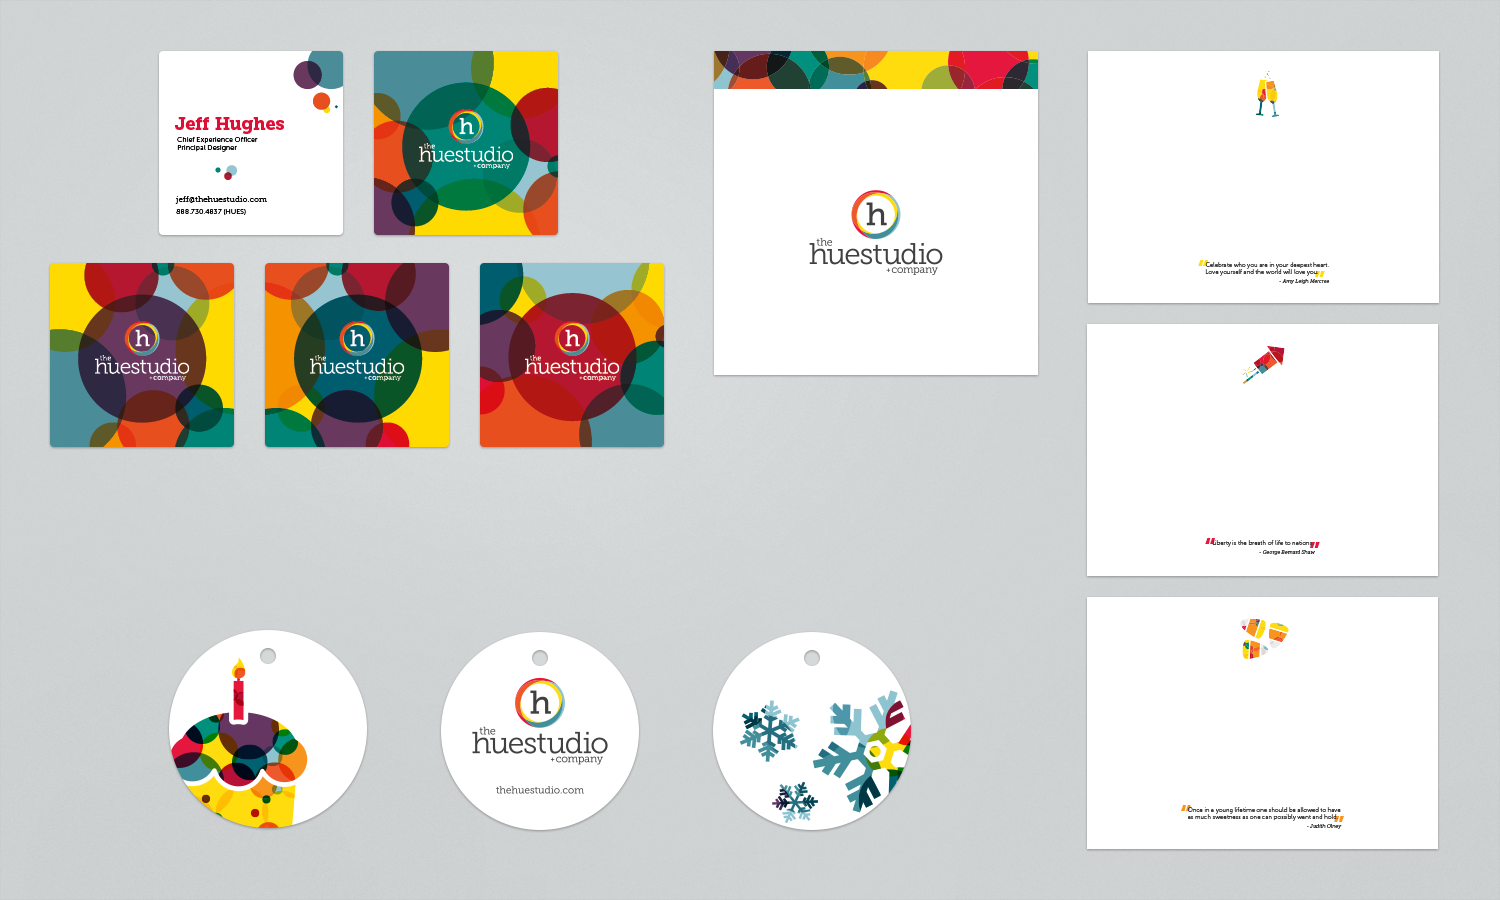 Jeff Hughes
Chief Experience Officer
Principal Designer
jeff@thehuestudio.com
888.730.4837 (HUES)
h
the
huestudio
+company
h
the
huestudio
+company
h
the
huestudio
+company
h
the
huestudio
+company
h
the
huestudio
+company
"Celebrate who you are in your deepest heart.
Love yourself and the world will love you."
- Amy Leigh Mercree
"Liberty is the breath of life to nations."
- George Bernard Shaw
"Once in a young lifetime one should be allowed to have
as much sweetness as one can possibly want and hold."
- Judith Olney
h
the
huestudio
+company
thehuestudio.com